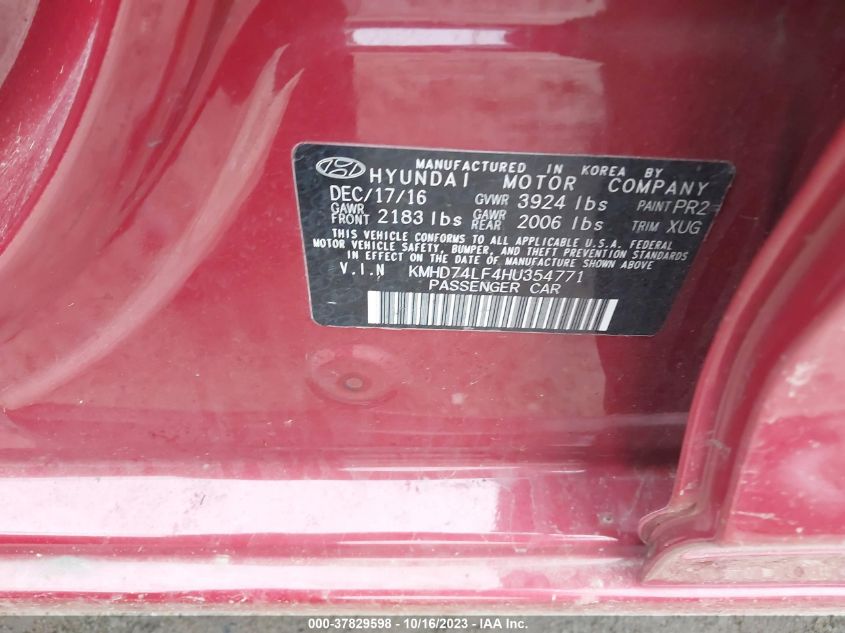 MANUFACTURED IN KOREA BY
HYUNDAI MOTOR COMPANY
DEC/17/16 GVWR 3924 lbs PAINT PR2
GAWR FRONT 2183 lbs GAWR REAR 2006 lbs TRIM XUG
THIS VEHICLE CONFORMS TO ALL APPLICABLE U.S.A. FEDERAL
MOTOR VEHICLE SAFETY, BUMPER, AND THEFT PREVENTION STANDARDS
IN EFFECT ON THE DATE OF MANUFACTURE SHOWN ABOVE
V.I.N KMHD74LF4HU354771
PASSENGER CAR
000-37829598 - 10/16/2023 - IAA Inc.